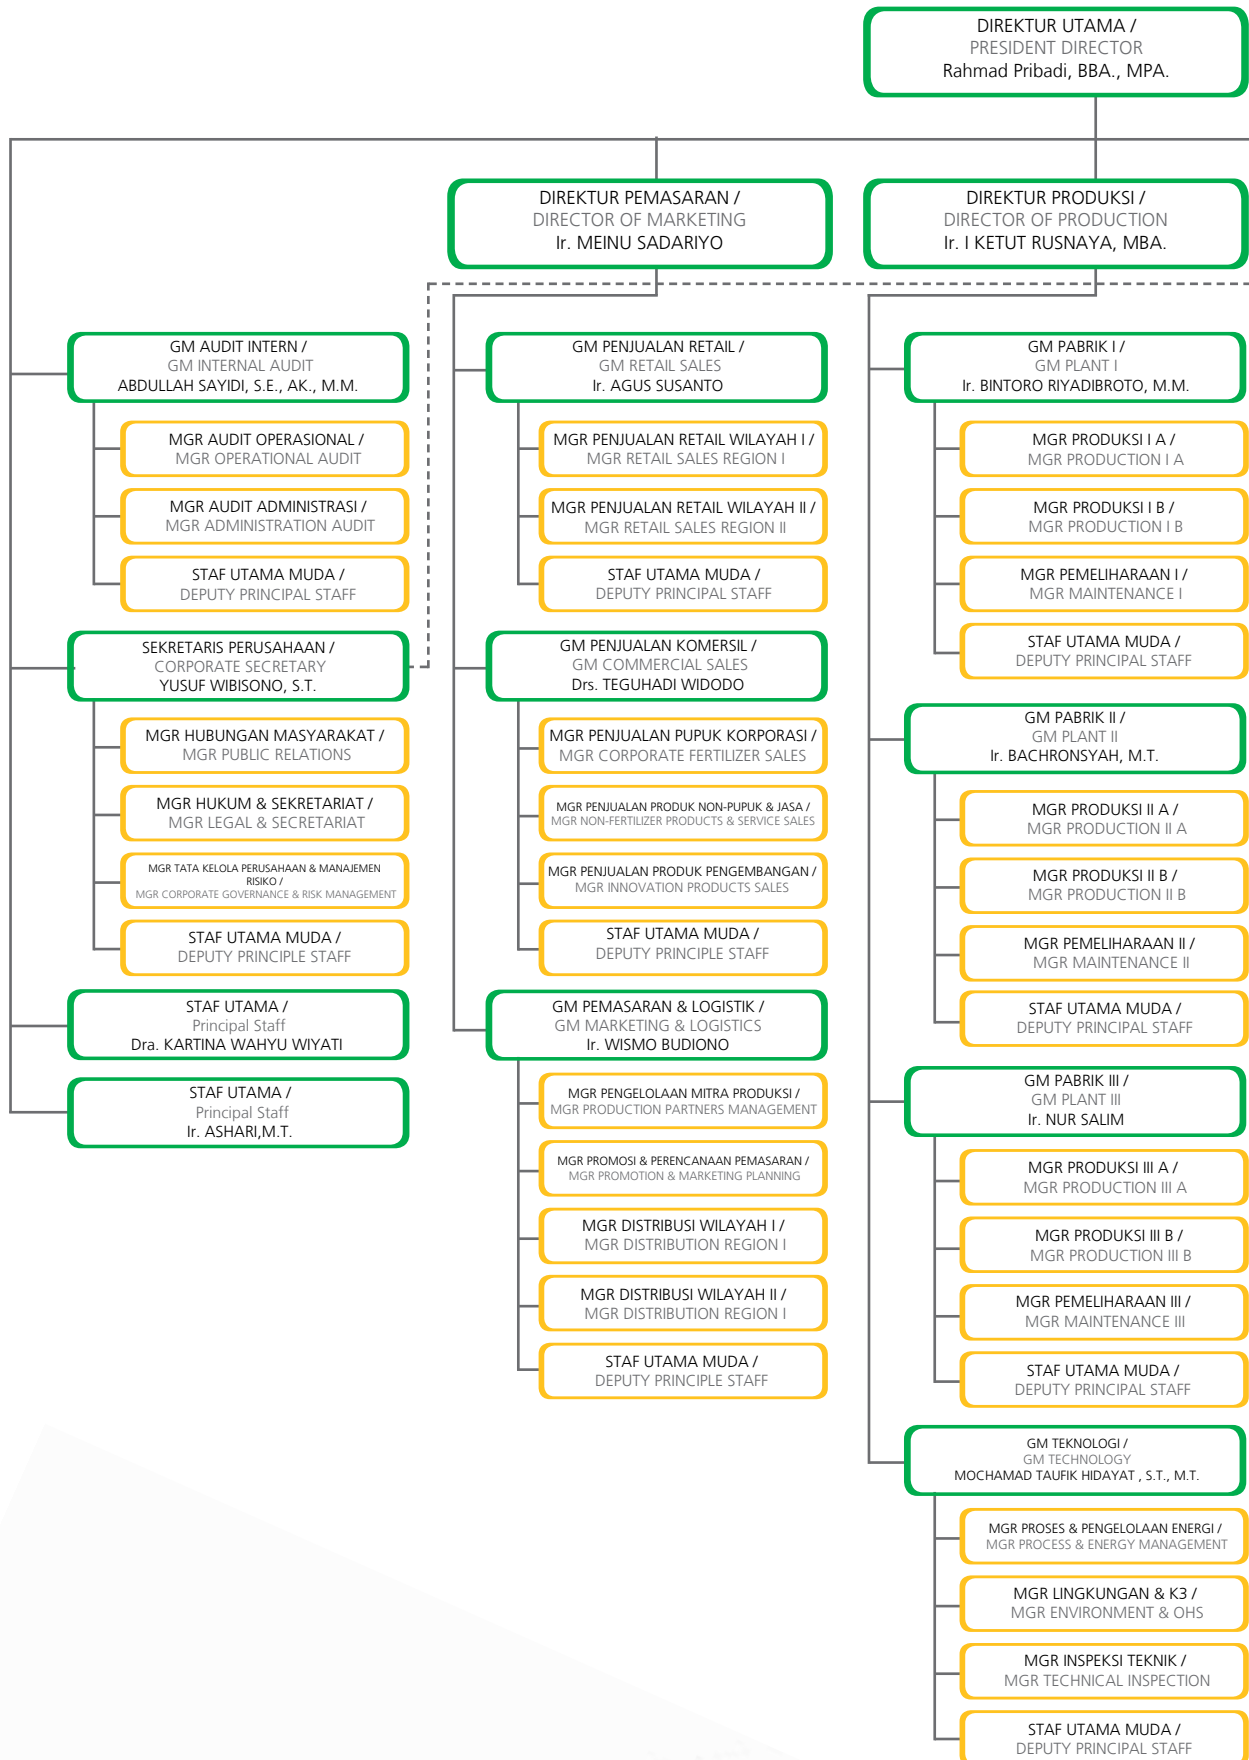 DIREKTUR UTAMA /
PRESIDENT DIRECTOR
Rahmad Pribadi, BBA., MPA.
DIREKTUR PEMASARAN /
DIRECTOR OF MARKETING
Ir. MEINU SADARIYO
DIREKTUR PRODUKSI /
DIRECTOR OF PRODUCTION
Ir. I KETUT RUSNAYA, MBA.
GM AUDIT INTERN /
GM INTERNAL AUDIT
ABDULLAH SAYIDI, S.E., AK., M.M.
MGR AUDIT OPERASIONAL /
MGR OPERATIONAL AUDIT
MGR AUDIT ADMINISTRASI /
MGR ADMINISTRATION AUDIT
STAF UTAMA MUDA /
DEPUTY PRINCIPAL STAFF
SEKRETARIS PERUSAHAAN /
CORPORATE SECRETARY
YUSUF WIBISONO, S.T.
MGR HUBUNGAN MASYARAKAT /
MGR PUBLIC RELATIONS
MGR HUKUM & SEKRETARIAT /
MGR LEGAL & SECRETARIAT
MGR TATA KELOLA PERUSAHAAN & MANAJEMEN
RISIKO /
MGR CORPORATE GOVERNANCE & RISK MANAGEMENT
STAF UTAMA MUDA /
DEPUTY PRINCIPLE STAFF
STAF UTAMA /
Principal Staff
Dra. KARTINA WAHYU WIYATI
STAF UTAMA /
Principal Staff
Ir. ASHARI,M.T.
GM PENJUALAN RETAIL /
GM RETAIL SALES
Ir. AGUS SUSANTO
MGR PENJUALAN RETAIL WILAYAH I /
MGR RETAIL SALES REGION I
MGR PENJUALAN RETAIL WILAYAH II /
MGR RETAIL SALES REGION II
STAF UTAMA MUDA /
DEPUTY PRINCIPAL STAFF
GM PENJUALAN KOMERSIL /
GM COMMERCIAL SALES
Drs. TEGUHADI WIDODO
MGR PENJUALAN PUPUK KORPORASI /
MGR CORPORATE FERTILIZER SALES
MGR PENJUALAN PRODUK NON-PUPUK & JASA /
MGR NON-FERTILIZER PRODUCTS & SERVICE SALES
MGR PENJUALAN PRODUK PENGEMBANGAN /
MGR INNOVATION PRODUCTS SALES
STAF UTAMA MUDA /
DEPUTY PRINCIPLE STAFF
GM PEMASARAN & LOGISTIK /
GM MARKETING & LOGISTICS
Ir. WISMO BUDIONO
MGR PENGELOLAAN MITRA PRODUKSI /
MGR PRODUCTION PARTNERS MANAGEMENT
MGR PROMOSI & PERENCANAAN PEMASARAN /
MGR PROMOTION & MARKETING PLANNING
MGR DISTRIBUSI WILAYAH I /
MGR DISTRIBUTION REGION I
MGR DISTRIBUSI WILAYAH II /
MGR DISTRIBUTION REGION I
STAF UTAMA MUDA /
DEPUTY PRINCIPLE STAFF
GM PABRIK I /
GM PLANT I
Ir. BINTORO RIYADIBROTO, M.M.
MGR PRODUKSI I A /
MGR PRODUCTION I A
MGR PRODUKSI I B /
MGR PRODUCTION I B
MGR PEMELIHARAAN I /
MGR MAINTENANCE I
STAF UTAMA MUDA /
DEPUTY PRINCIPAL STAFF
GM PABRIK II /
GM PLANT II
Ir. BACHRONSYAH, M.T.
MGR PRODUKSI II A /
MGR PRODUCTION II A
MGR PRODUKSI II B /
MGR PRODUCTION II B
MGR PEMELIHARAAN II /
MGR MAINTENANCE II
STAF UTAMA MUDA /
DEPUTY PRINCIPAL STAFF
GM PABRIK III /
GM PLANT III
Ir. NUR SALIM
MGR PRODUKSI III A /
MGR PRODUCTION III A
MGR PRODUKSI III B /
MGR PRODUCTION III B
MGR PEMELIHARAAN III /
MGR MAINTENANCE III
STAF UTAMA MUDA /
DEPUTY PRINCIPAL STAFF
GM TEKNOLOGI /
GM TECHNOLOGY
MOCHAMAD TAUFIK HIDAYAT , S.T., M.T.
MGR PROSES & PENGELOLAAN ENERGI /
MGR PROCESS & ENERGY MANAGEMENT
MGR LINGKUNGAN & K3 /
MGR ENVIRONMENT & OHS
MGR INSPEKSI TEKNIK /
MGR TECHNICAL INSPECTION
STAF UTAMA MUDA /
DEPUTY PRINCIPAL STAFF